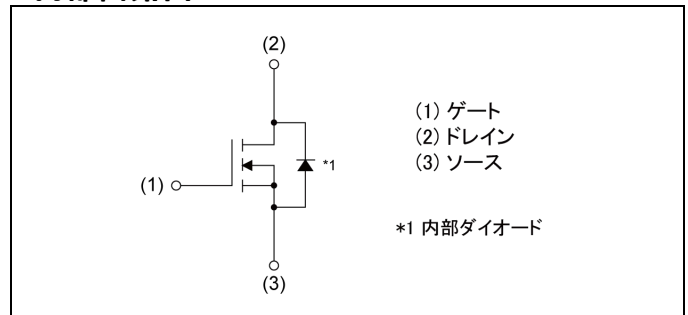 (2)
(1) ゲート
(2) ドレイン
(3) ソース
*1
(1)
*1 内部ダイオード
(3)